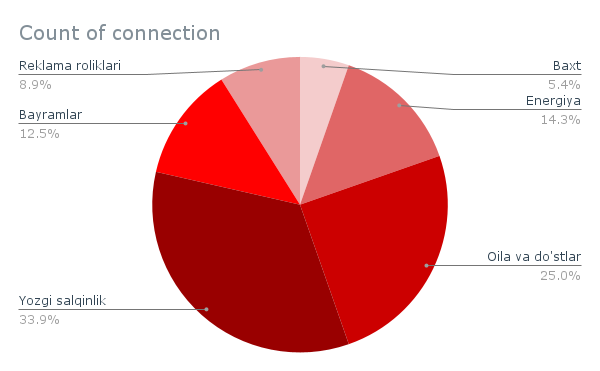 Count of connection
Reklama roliklari
8.9%
Bayramlar
12.5%
Yozgi salqinlik
33.9%
Baxt
5.4%
Energiya
14.3%
Oila va do'stlar
25.0%